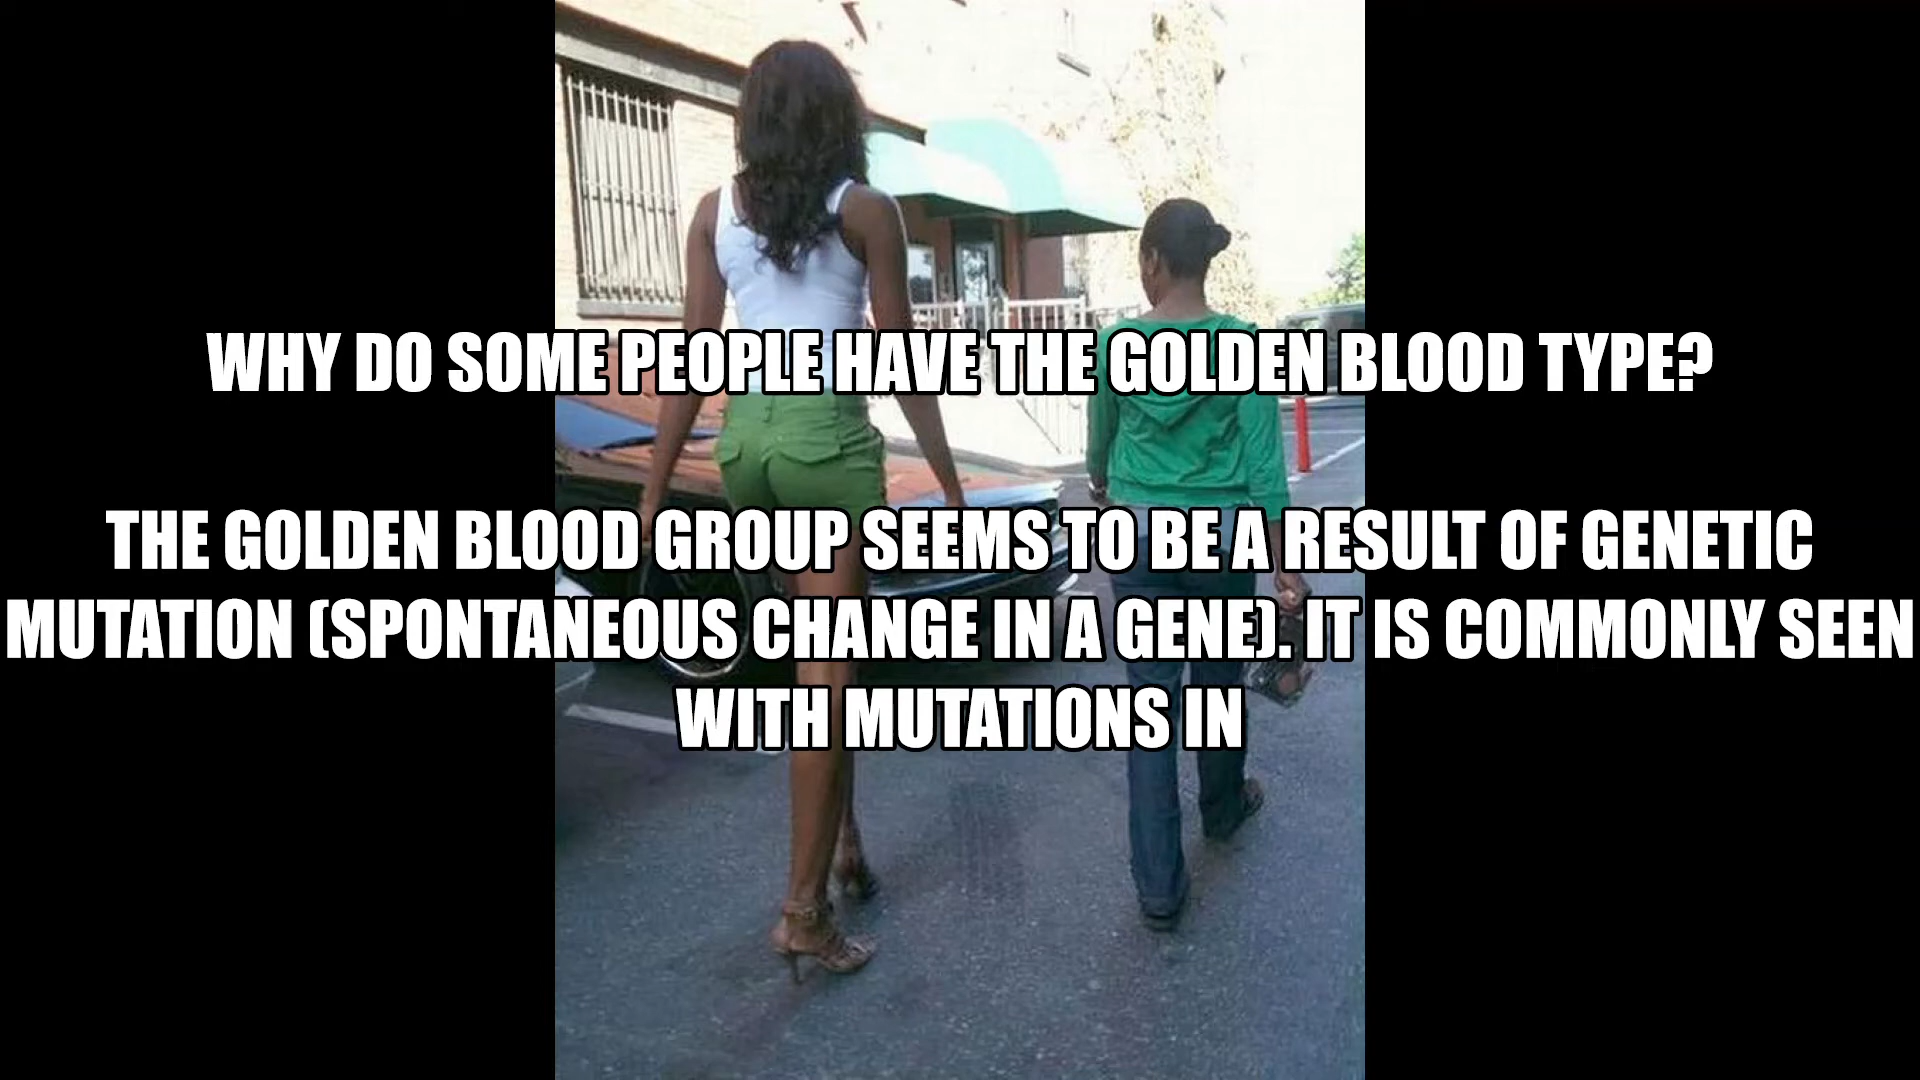 WHY DO SOME PEOPLE HAVE THE GOLDEN BLOOD TYPE?
THE GOLDEN BLOOD GROUP SEEMS TO BE A RESULT OF GENETIC
MUTATION (SPONTANEOUS CHANGE IN A GENE). IT IS COMMONLY SEEN
WITH MUTATIONS IN